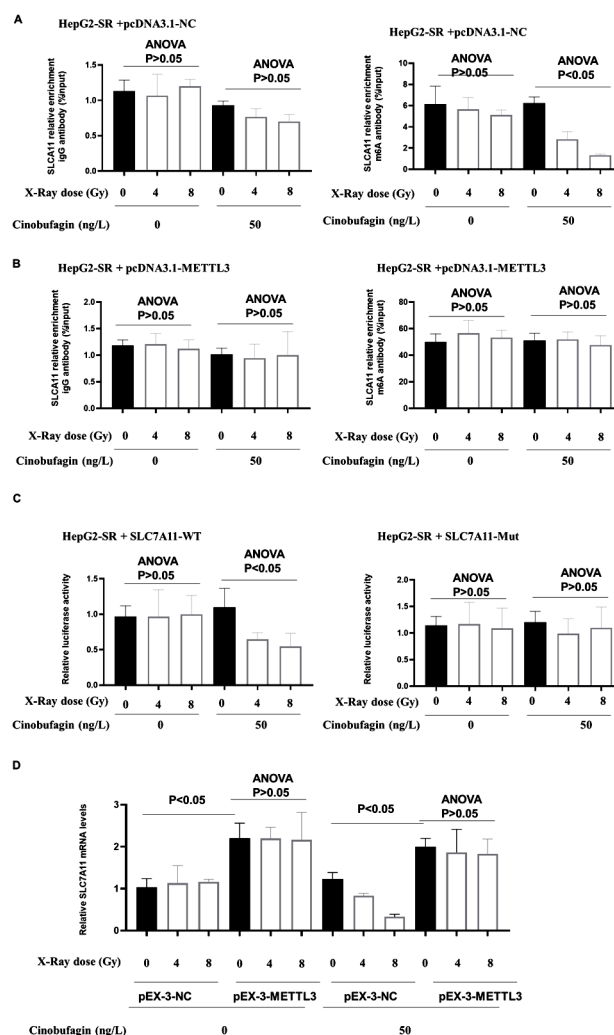 A
HepG2-SR +pcDNA3.1-NC
HepG2-SR +pcDNA3.1-NC
ANOVA
P>0.05
ANOVA
P>0.05
ANOVA
P>0.05
ANOVA
P<0.05
SLCA11 relative enrichment
igG antibody (%input)
1.5
1.0
0.5
0.0
SLCA11 relative enrichment
m6A antibody (%input)
10
8
6
4
2
0
X-Ray dose (Gy) 0 4 8 0 4 8
X-Ray dose (Gy) 0 4 8 0 4 8
Cinobufagin (ng/L) 0 50
Cinobufagin (ng/L) 0 50
B
HepG2-SR + pcDNA3.1-METTL3
HepG2-SR +pcDNA3.1-METTL3
ANOVA
P>0.05
ANOVA
P>0.05
ANOVA
P>0.05
ANOVA
P>0.05
SLCA11 relative enrichment
igG antibody (%input)
2.0
1.5
1.0
0.5
0.0
SLCA11 relative enrichment
m6A antibody (%input)
80
60
40
20
0
X-Ray dose (Gy) 0 4 8 0 4 8
X-Ray dose (Gy) 0 4 8 0 4 8
Cinobufagin (ng/L) 0 50
Cinobufagin (ng/L) 0 50
C
HepG2-SR + SLC7A11-WT
HepG2-SR + SLC7A11-Mut
ANOVA
P>0.05
ANOVA
P<0.05
ANOVA
P>0.05
ANOVA
P>0.05
Relative luciferase activity
1.5
1.0
0.5
0.0
Relative luciferase activity
2.0
1.5
1.0
0.5
0.0
X-Ray dose (Gy) 0 4 8 0 4 8
X-Ray dose (Gy) 0 4 8 0 4 8
Cinobufagin (ng/L) 0 50
Cinobufagin (ng/L) 0 50
D
P<0.05
ANOVA
P>0.05
P<0.05
ANOVA
P>0.05
Relative SLC7A11 mRNA levels
3
2
1
0
X-Ray dose (Gy) 0 4 8 0 4 8 0 4 8 0 4 8
pEX-3-NC pEX-3-METTL3 pEX-3-NC pEX-3-METTL3
Cinobufagin (ng/L) 0 50